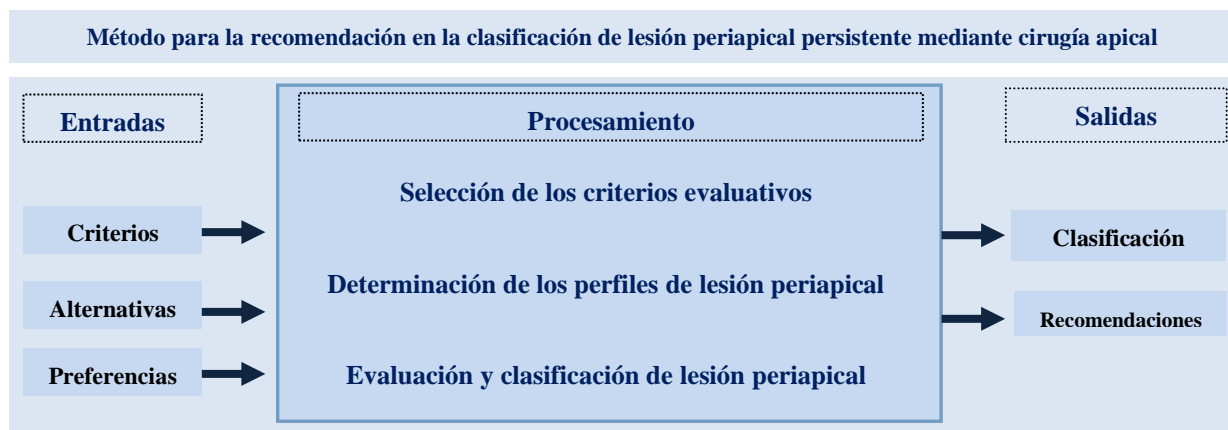 Método para la recomendación en la clasificación de lesión periapical persistente mediante cirugía apical
Entradas
Criterios
Alternativas
Preferencias
Procesamiento
Selección de los criterios evaluativos
Determinación de los perfiles de lesión periapical
Evaluación y clasificación de lesión periapical
Salidas
Clasificación
Recomendaciones